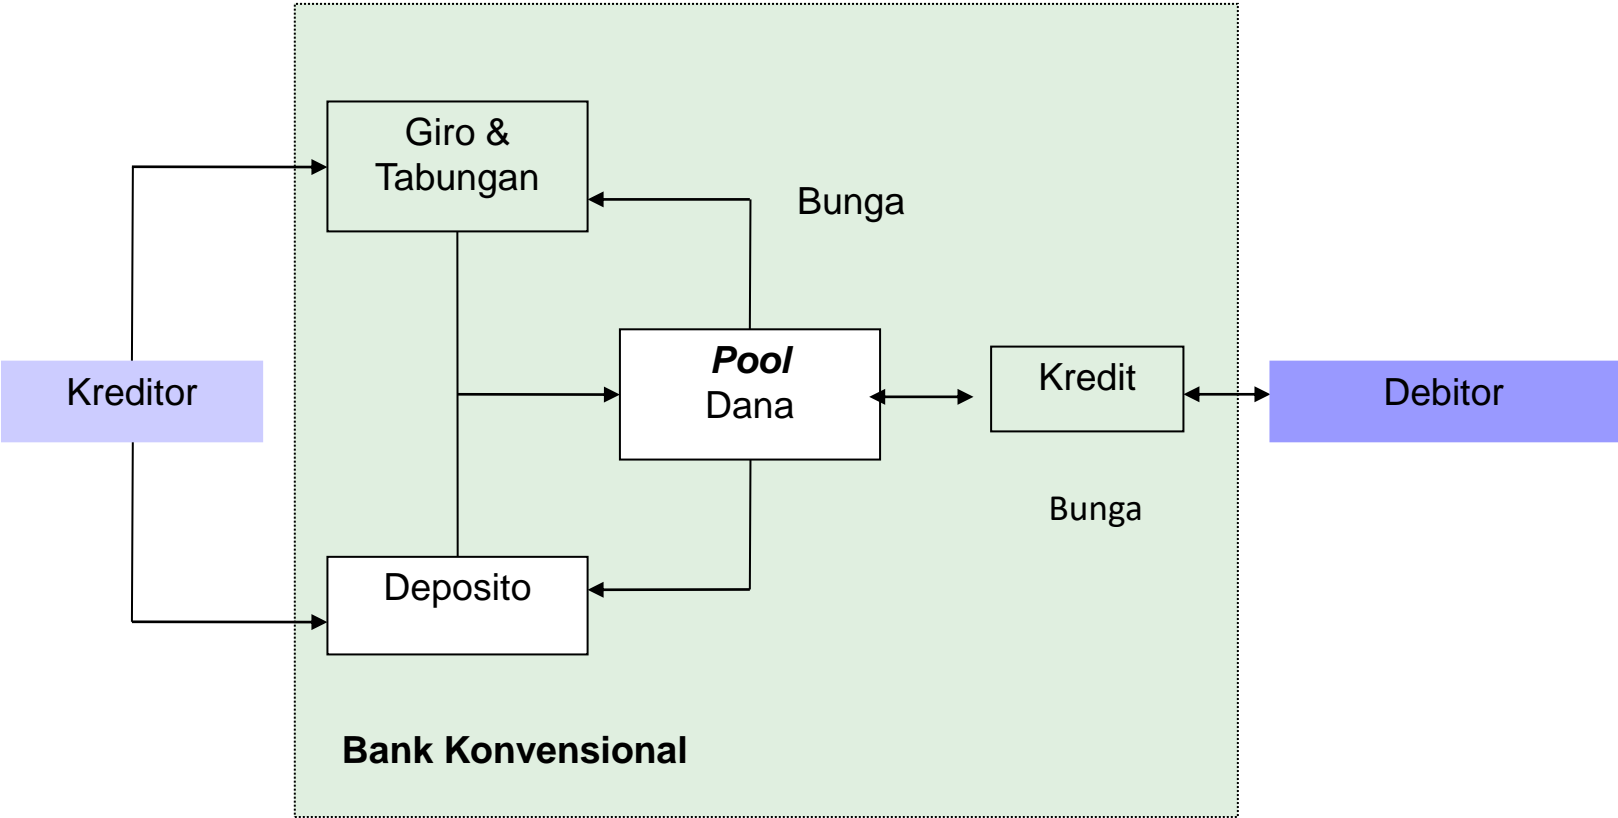 Giro &
Tabungan
Bunga
Kreditor
Pool
Dana
Kredit
Debitor
Bunga
Deposito
Bank Konvensional